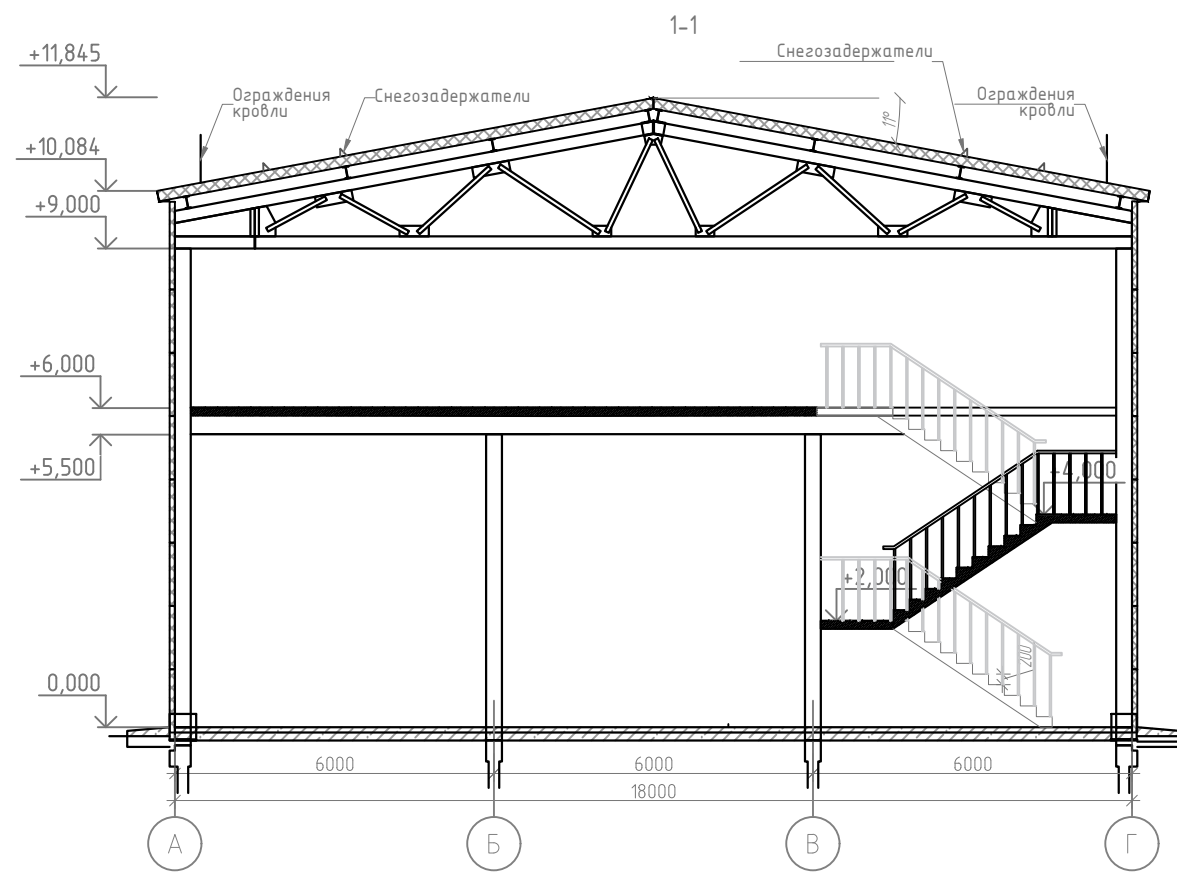 1-1
+11,845
Снегозадержатели
Ограждения
кровли
Снегозадержатели
Ограждения
кровли
11°
+10,084
+9,000
+6,000
+5,500
+4,000
+2,000
200
0,000
6000
6000
6000
18000
А
Б
В
Г